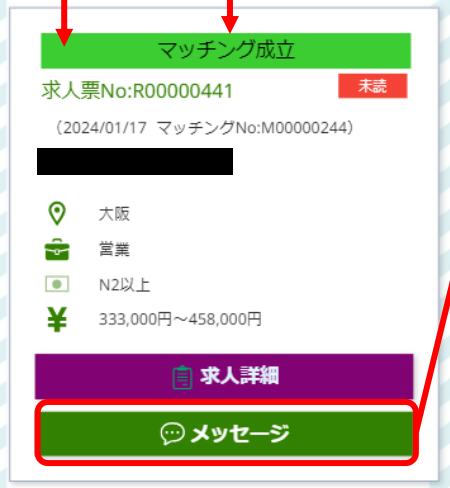 マッチング成立
求人票No:R00000441 未読
（2024/01/17 マッチングNo:M00000244）
大阪
営業
N2以上
¥ 333,000円～458,000円
求人詳細
メッセージ